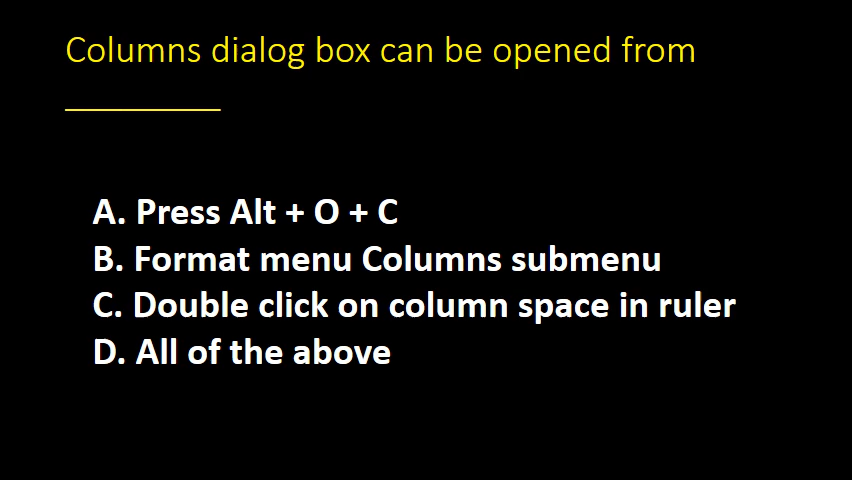 Columns dialog box can be opened from
__________
A. Press Alt + O + C
B. Format menu Columns submenu
C. Double click on column space in ruler
D. All of the above